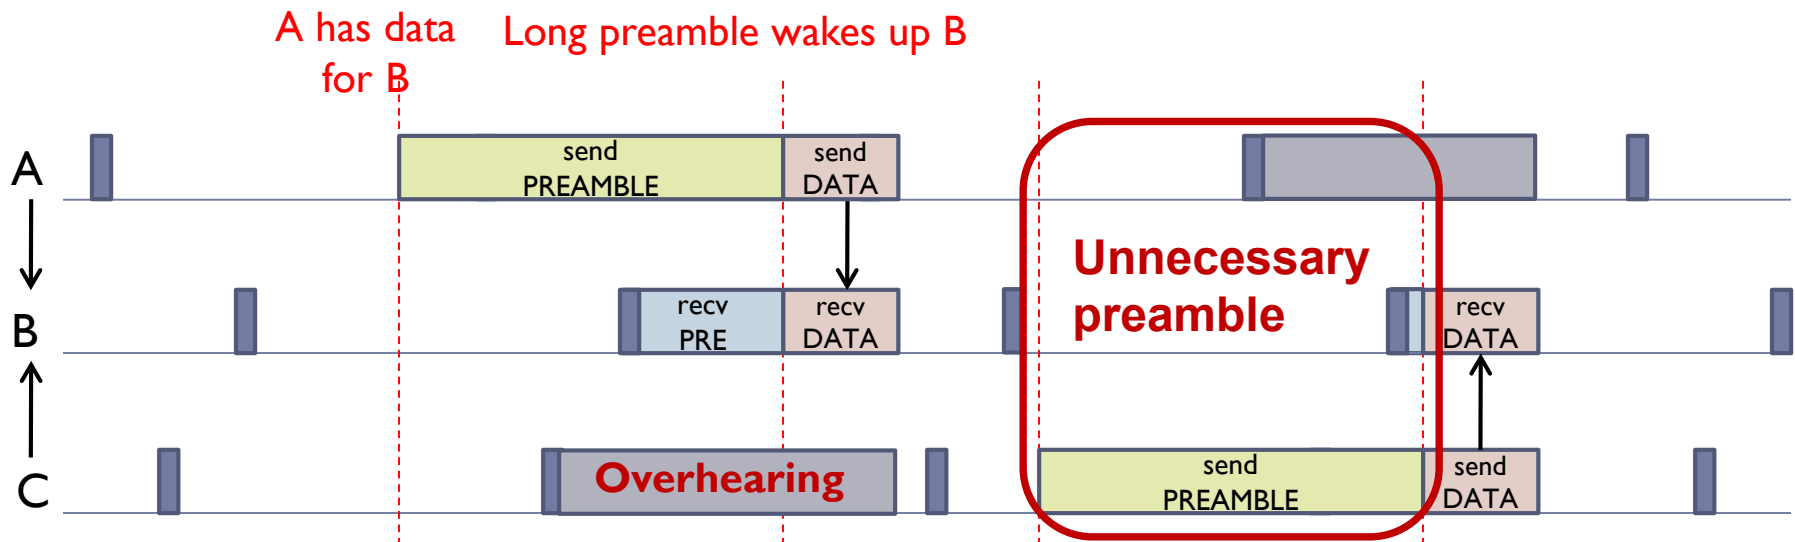 A has data
for B
Long preamble wakes up B
A
send
PREAMBLE
send
DATA
Unnecessary
preamble
B
recv
PRE
recv
DATA
recv
DATA
C
Overhearing
send
PREAMBLE
send
DATA